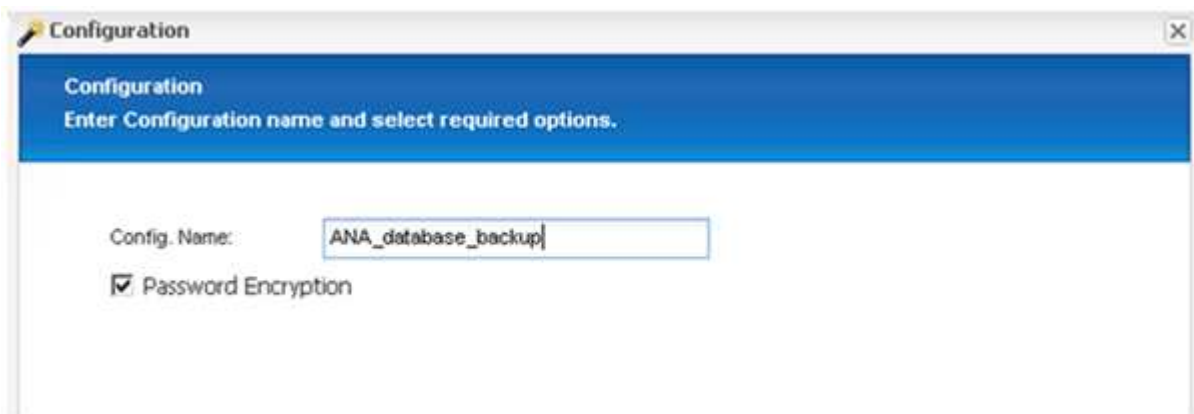 Configuration
Configuration
Enter Configuration name and select required options.
Config. Name: ANA_database_backup
Password Encryption